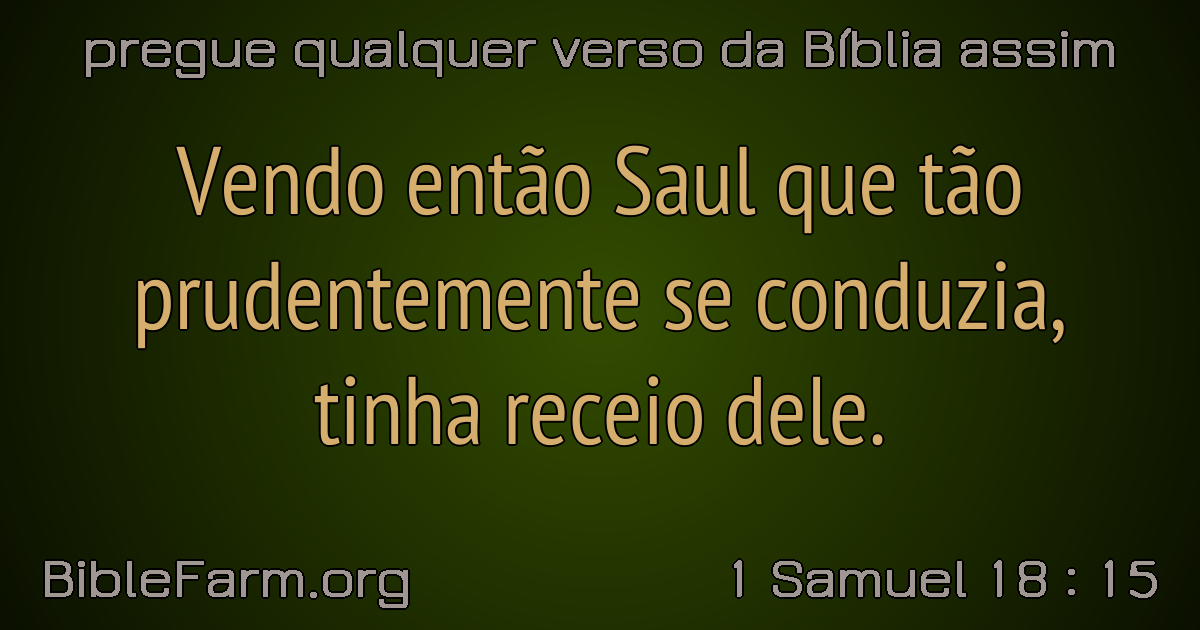 pregue qualquer verso da Bíblia assim
Vendo então Saul que tão
prudentemente se conduzia,
tinha receio dele.
BibleFarm.org
1 Samuel 18 : 15